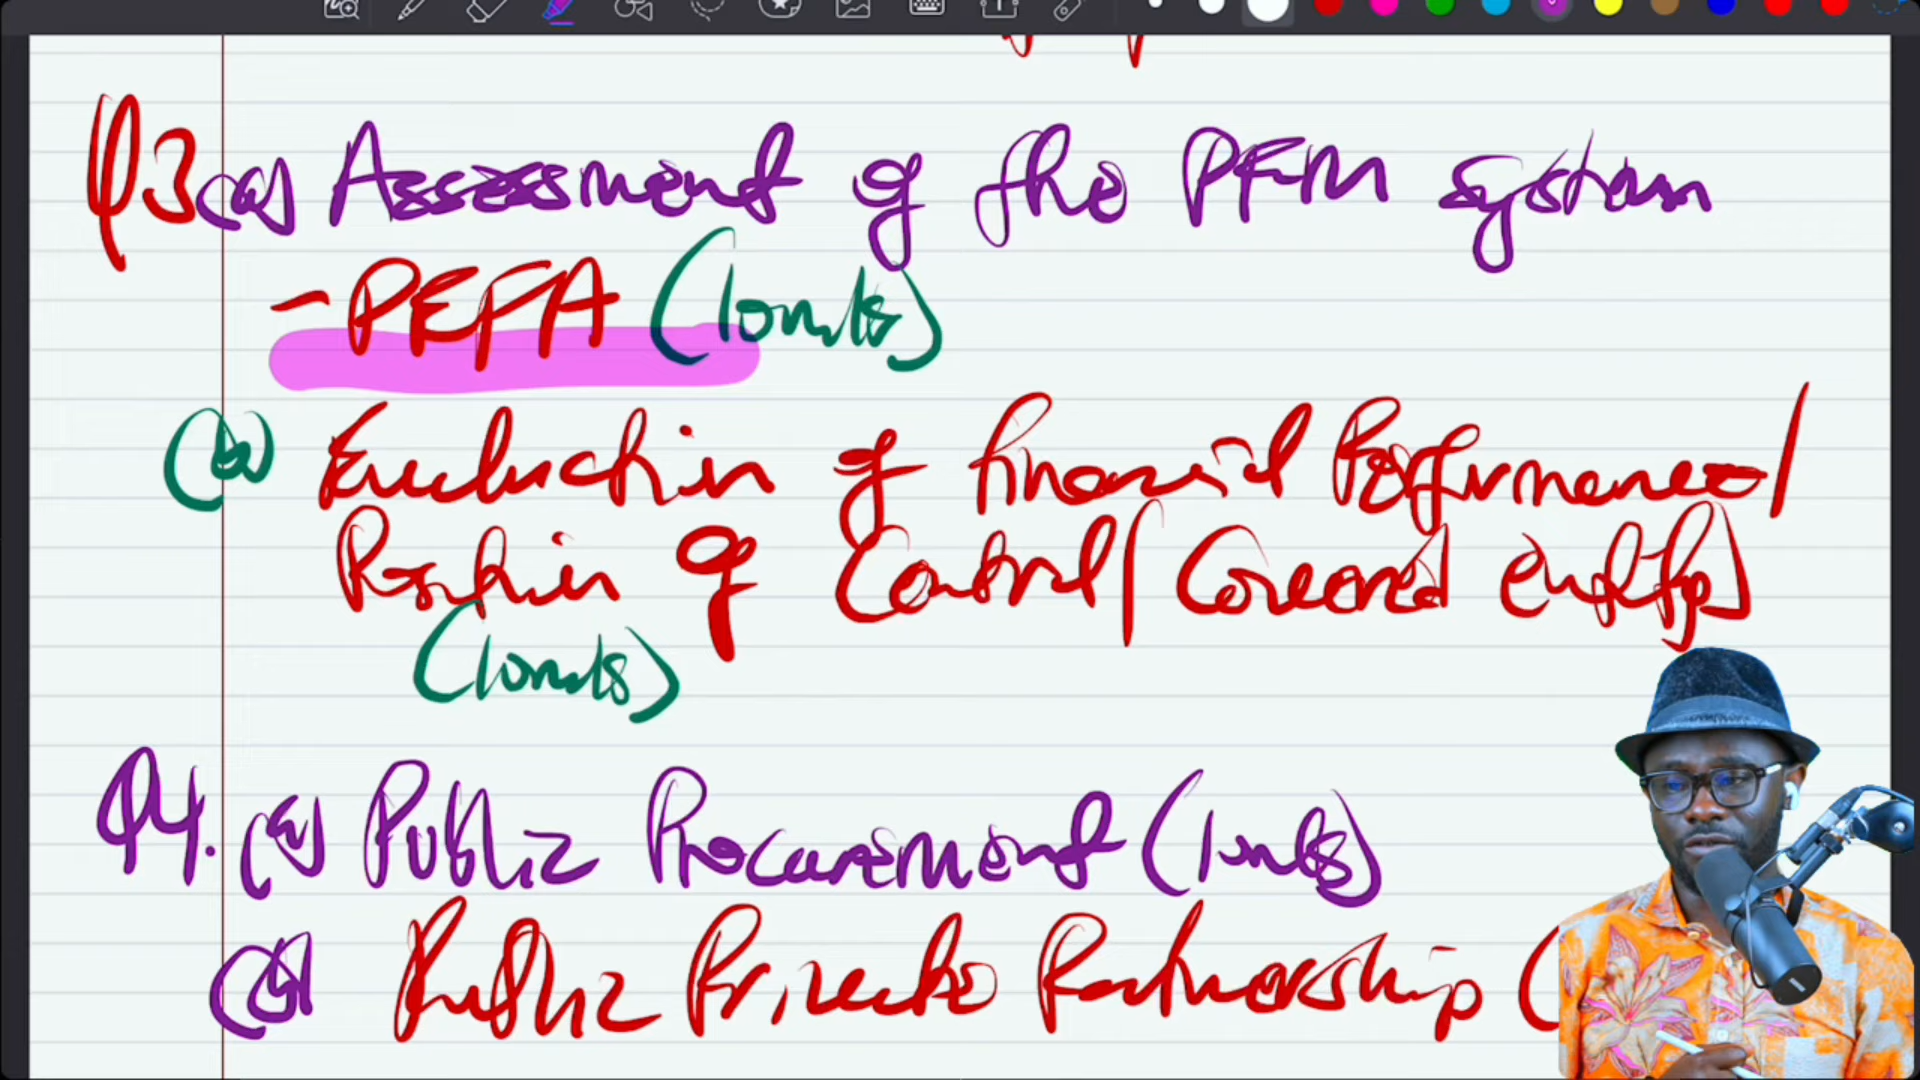 Q3 (a) Assessment of the PFM system
- PEFA (10mks)
(b) Evaluation of Financial Performance/
Position of Central/Covered entity
(10mks)
Q4. (a) Public Procurement (10mks)
(b) Public Private Partnership (